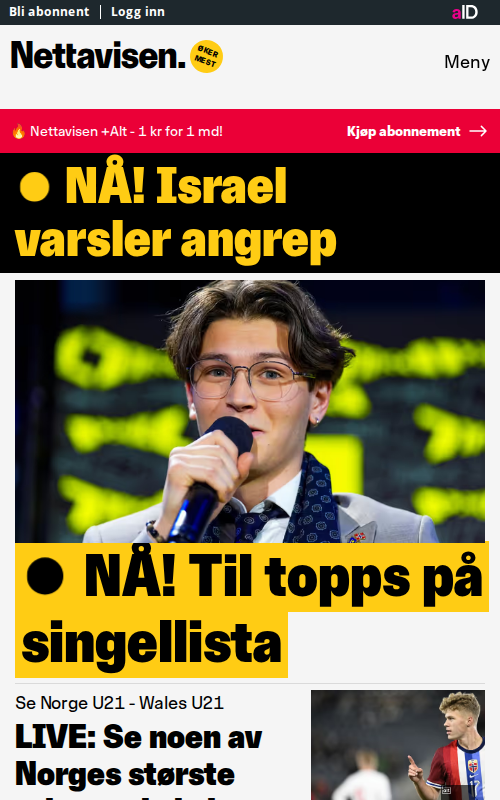 Bli abonnent | Logg inn
aID
Nettavisen.
ØKER
MEST
Meny
🔥 Nettavisen +Alt - 1 kr for 1 md!
Kjøp abonnement →
● NÅ! Israel
varsler angrep
● NÅ! Til topps på
singellista
Se Norge U21 - Wales U21
LIVE: Se noen av
Norges største
17